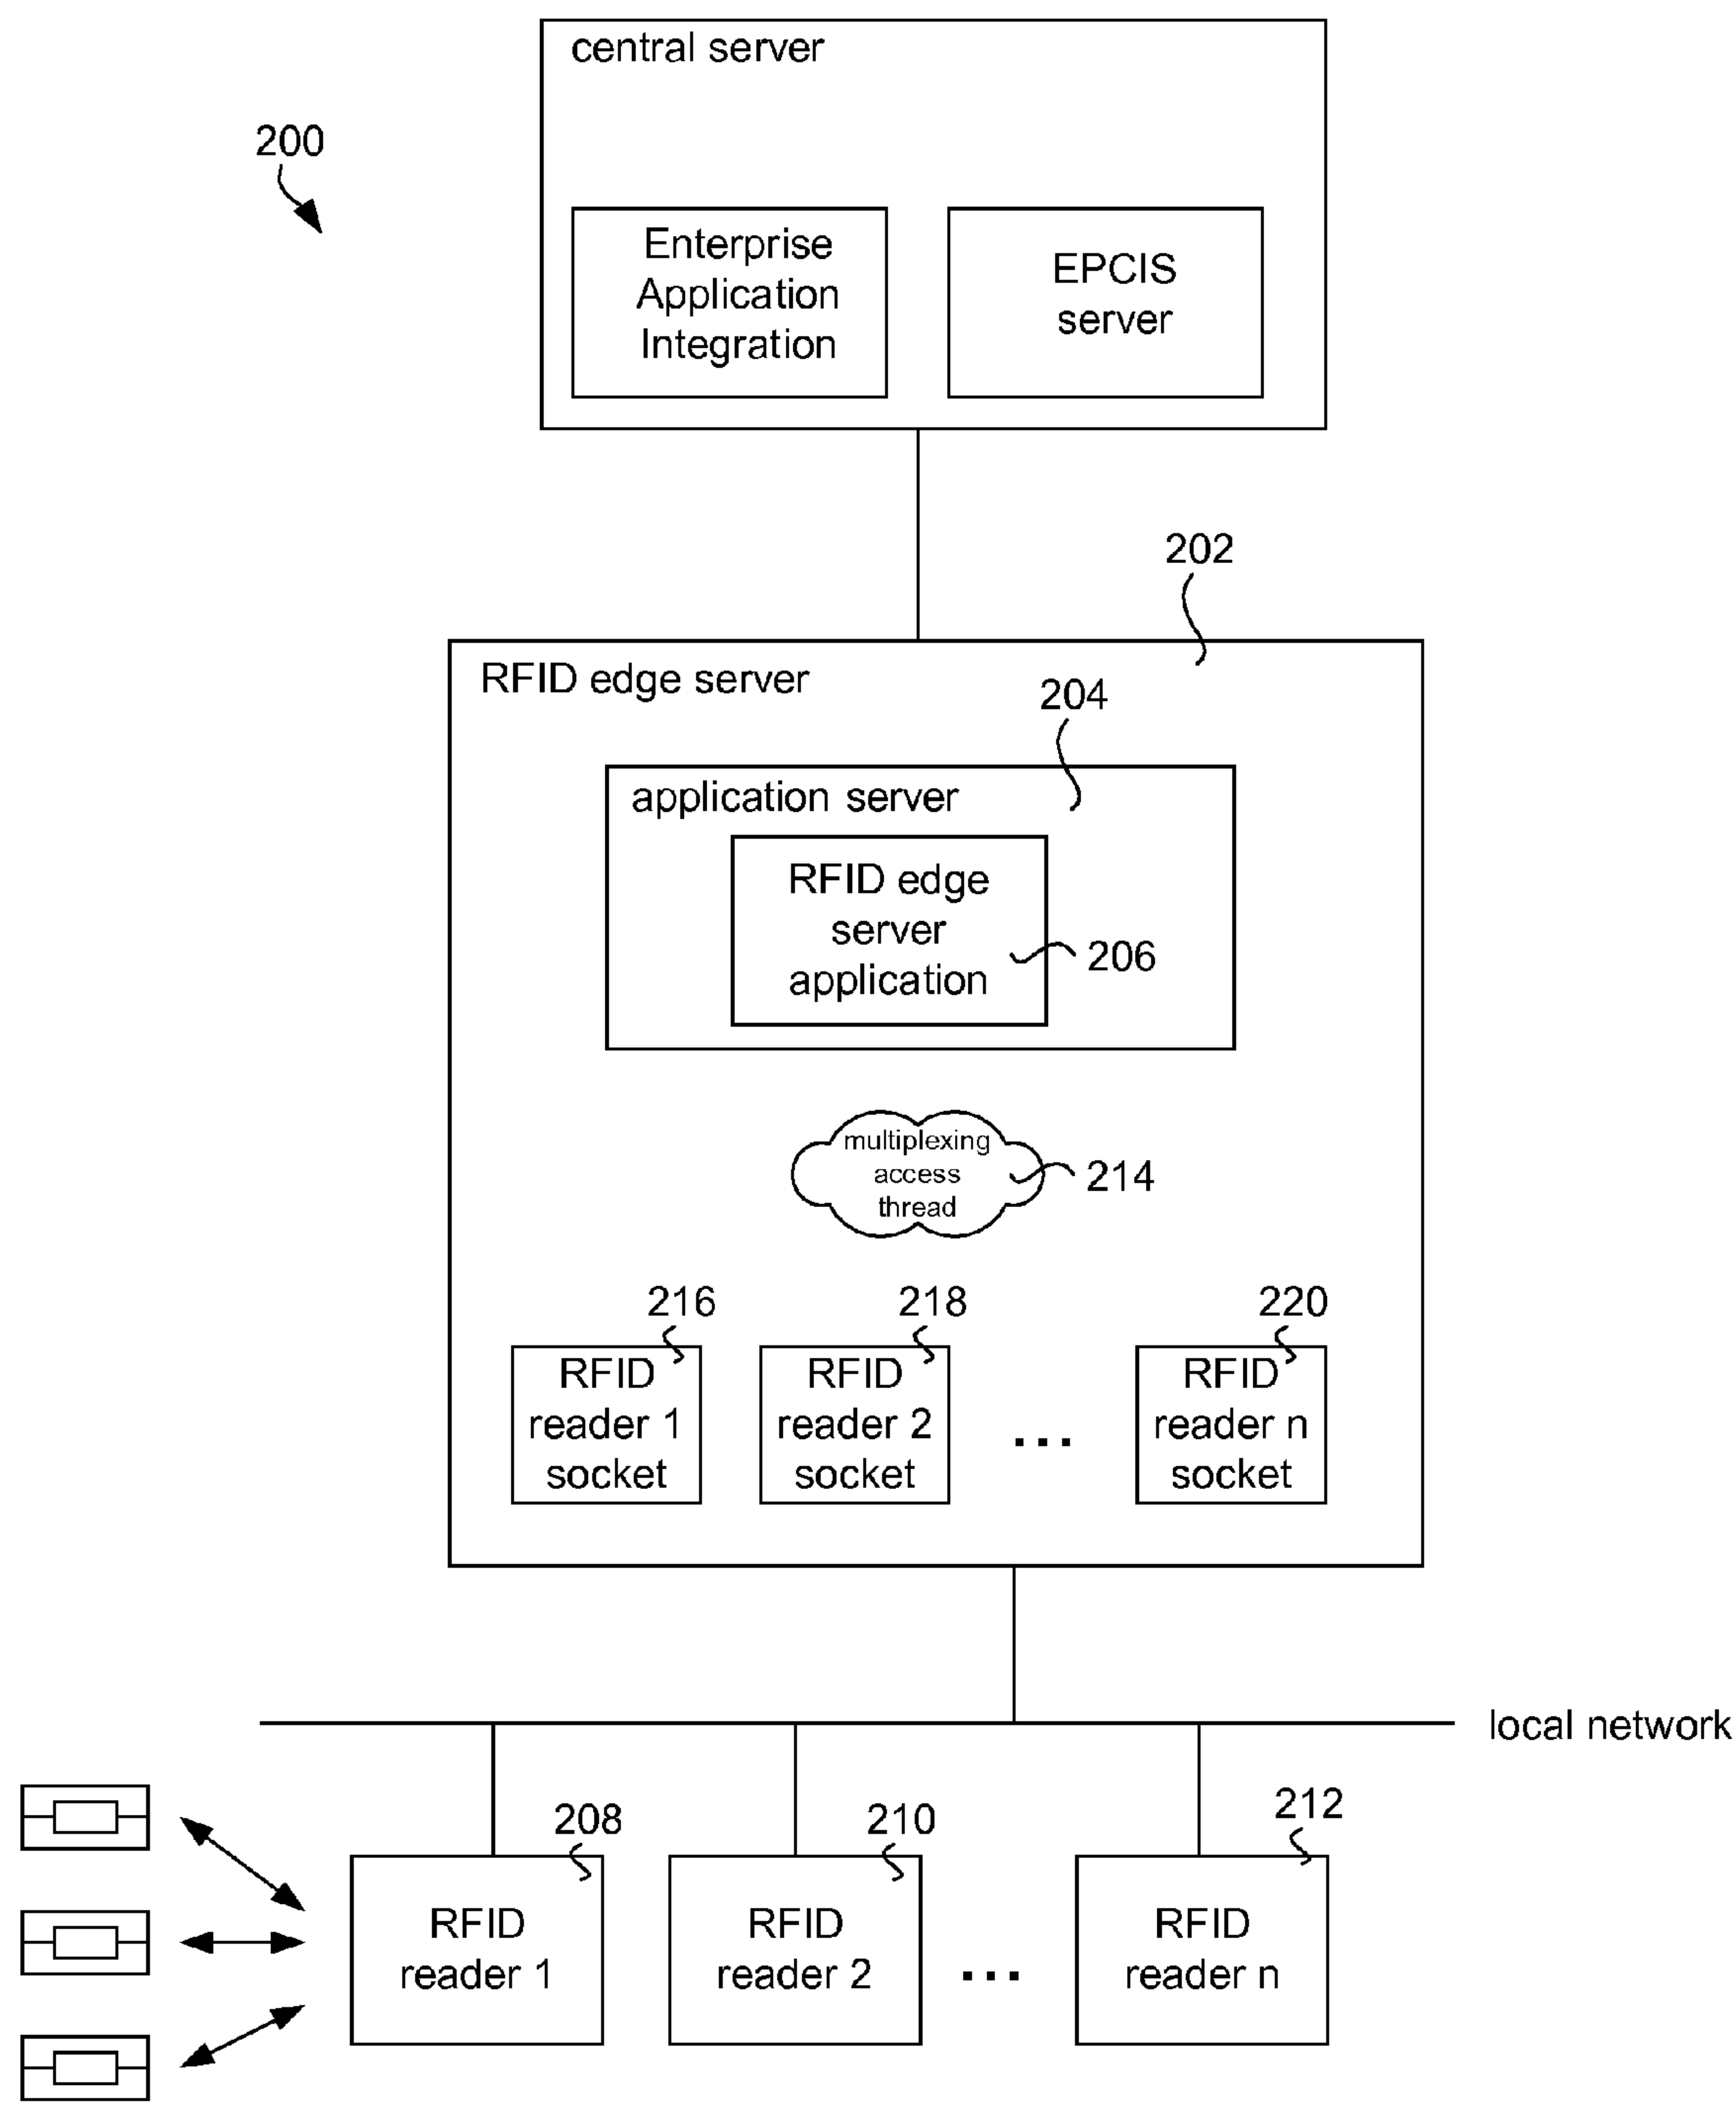 central server
200
Enterprise
Application
Integration
EPCIS
server
202
RFID edge server
204
application server
RFID edge
server
application
206
multiplexing
access
thread
214
216
218
220
RFID
reader 1
socket
RFID
reader 2
socket
...
RFID
reader n
socket
local network
208
210
212
RFID
reader 1
RFID
reader 2
...
RFID
reader n